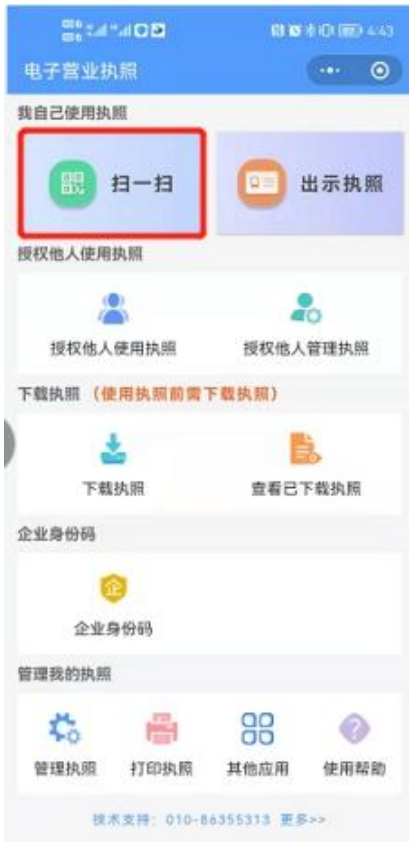 4:43
电子营业执照
我自己使用执照
扫一扫 出示执照
授权他人使用执照
授权他人使用执照 授权他人管理执照
下载执照 (使用执照前需下载执照)
下载执照 查看已下载执照
企业身份码
企
企业身份码
管理我的执照
管理执照 打印执照 其他应用 使用帮助
技术支持: 010-86355313 更多>>